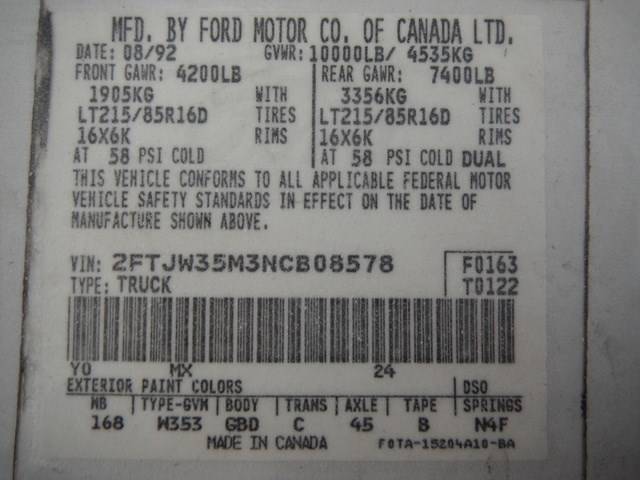 MFD. BY FORD MOTOR CO. OF CANADA LTD.
DATE: 08/92 GVWR: 10000LB/ 4535KG
FRONT GAWR: 4200LB REAR GAWR: 7400LB
1905KG WITH 3356KG WITH
LT215/85R16D TIRES LT215/85R16D TIRES
16X6K RIMS 16X6K RIMS
AT 58 PSI COLD AT 58 PSI COLD DUAL
THIS VEHICLE CONFORMS TO ALL APPLICABLE FEDERAL MOTOR
VEHICLE SAFETY STANDARDS IN EFFECT ON THE DATE OF
MANUFACTURE SHOWN ABOVE.
VIN: 2FTJW35M3NCB08578 F0163
TYPE: TRUCK T0122
YO MX 24
EXTERIOR PAINT COLORS DSO
WB TYPE-GVW BODY TRANS AXLE TAPE SPRINGS
168 W353 GBD C 45 B N4F
MADE IN CANADA F0TA-15204A10-BA